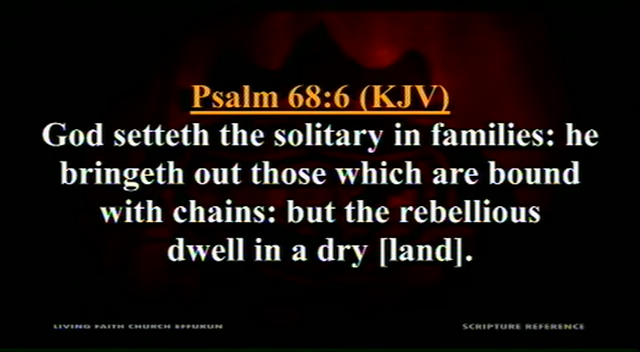 Psalm 68:6 (KJV)
God setteth the solitary in families: he
bringeth out those which are bound
with chains: but the rebellious
dwell in a dry [land].
LIVING FAITH CHURCH EFFURUN
SCRIPTURE REFERENCE